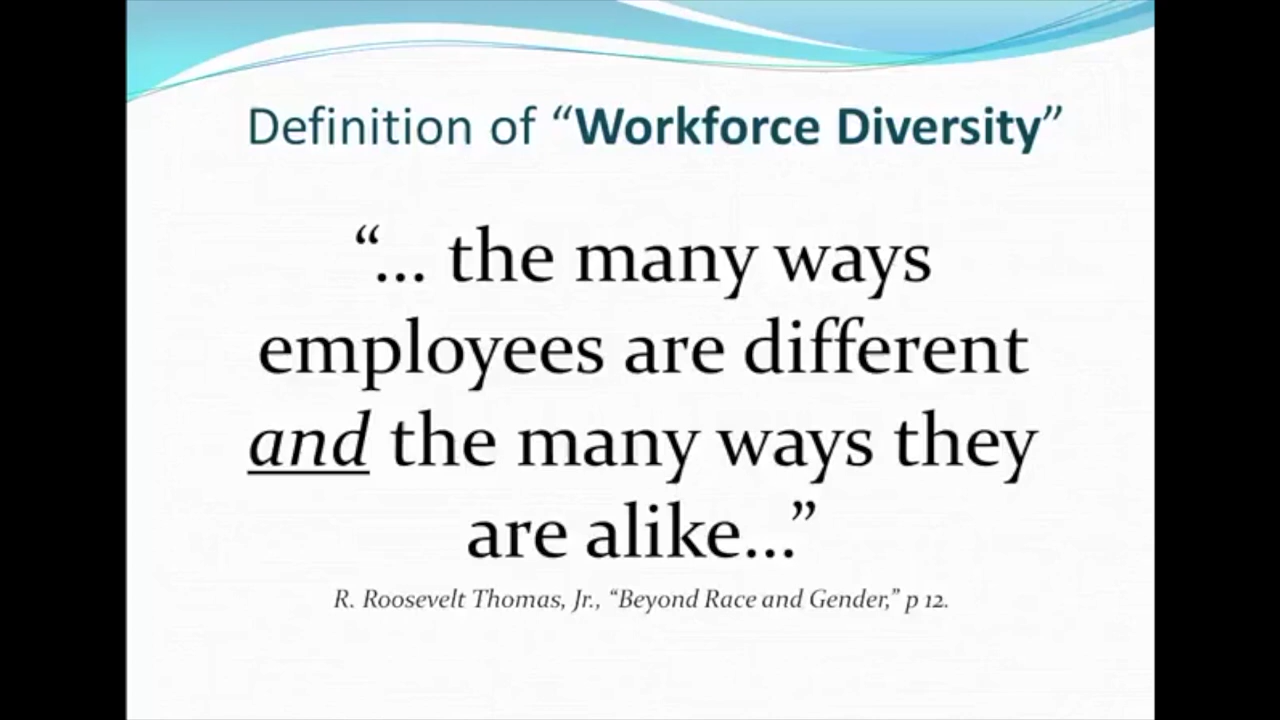 Definition of “Workforce Diversity”
“... the many ways
employees are different
and the many ways they
are alike...”
R. Roosevelt Thomas, Jr., “Beyond Race and Gender,” p 12.